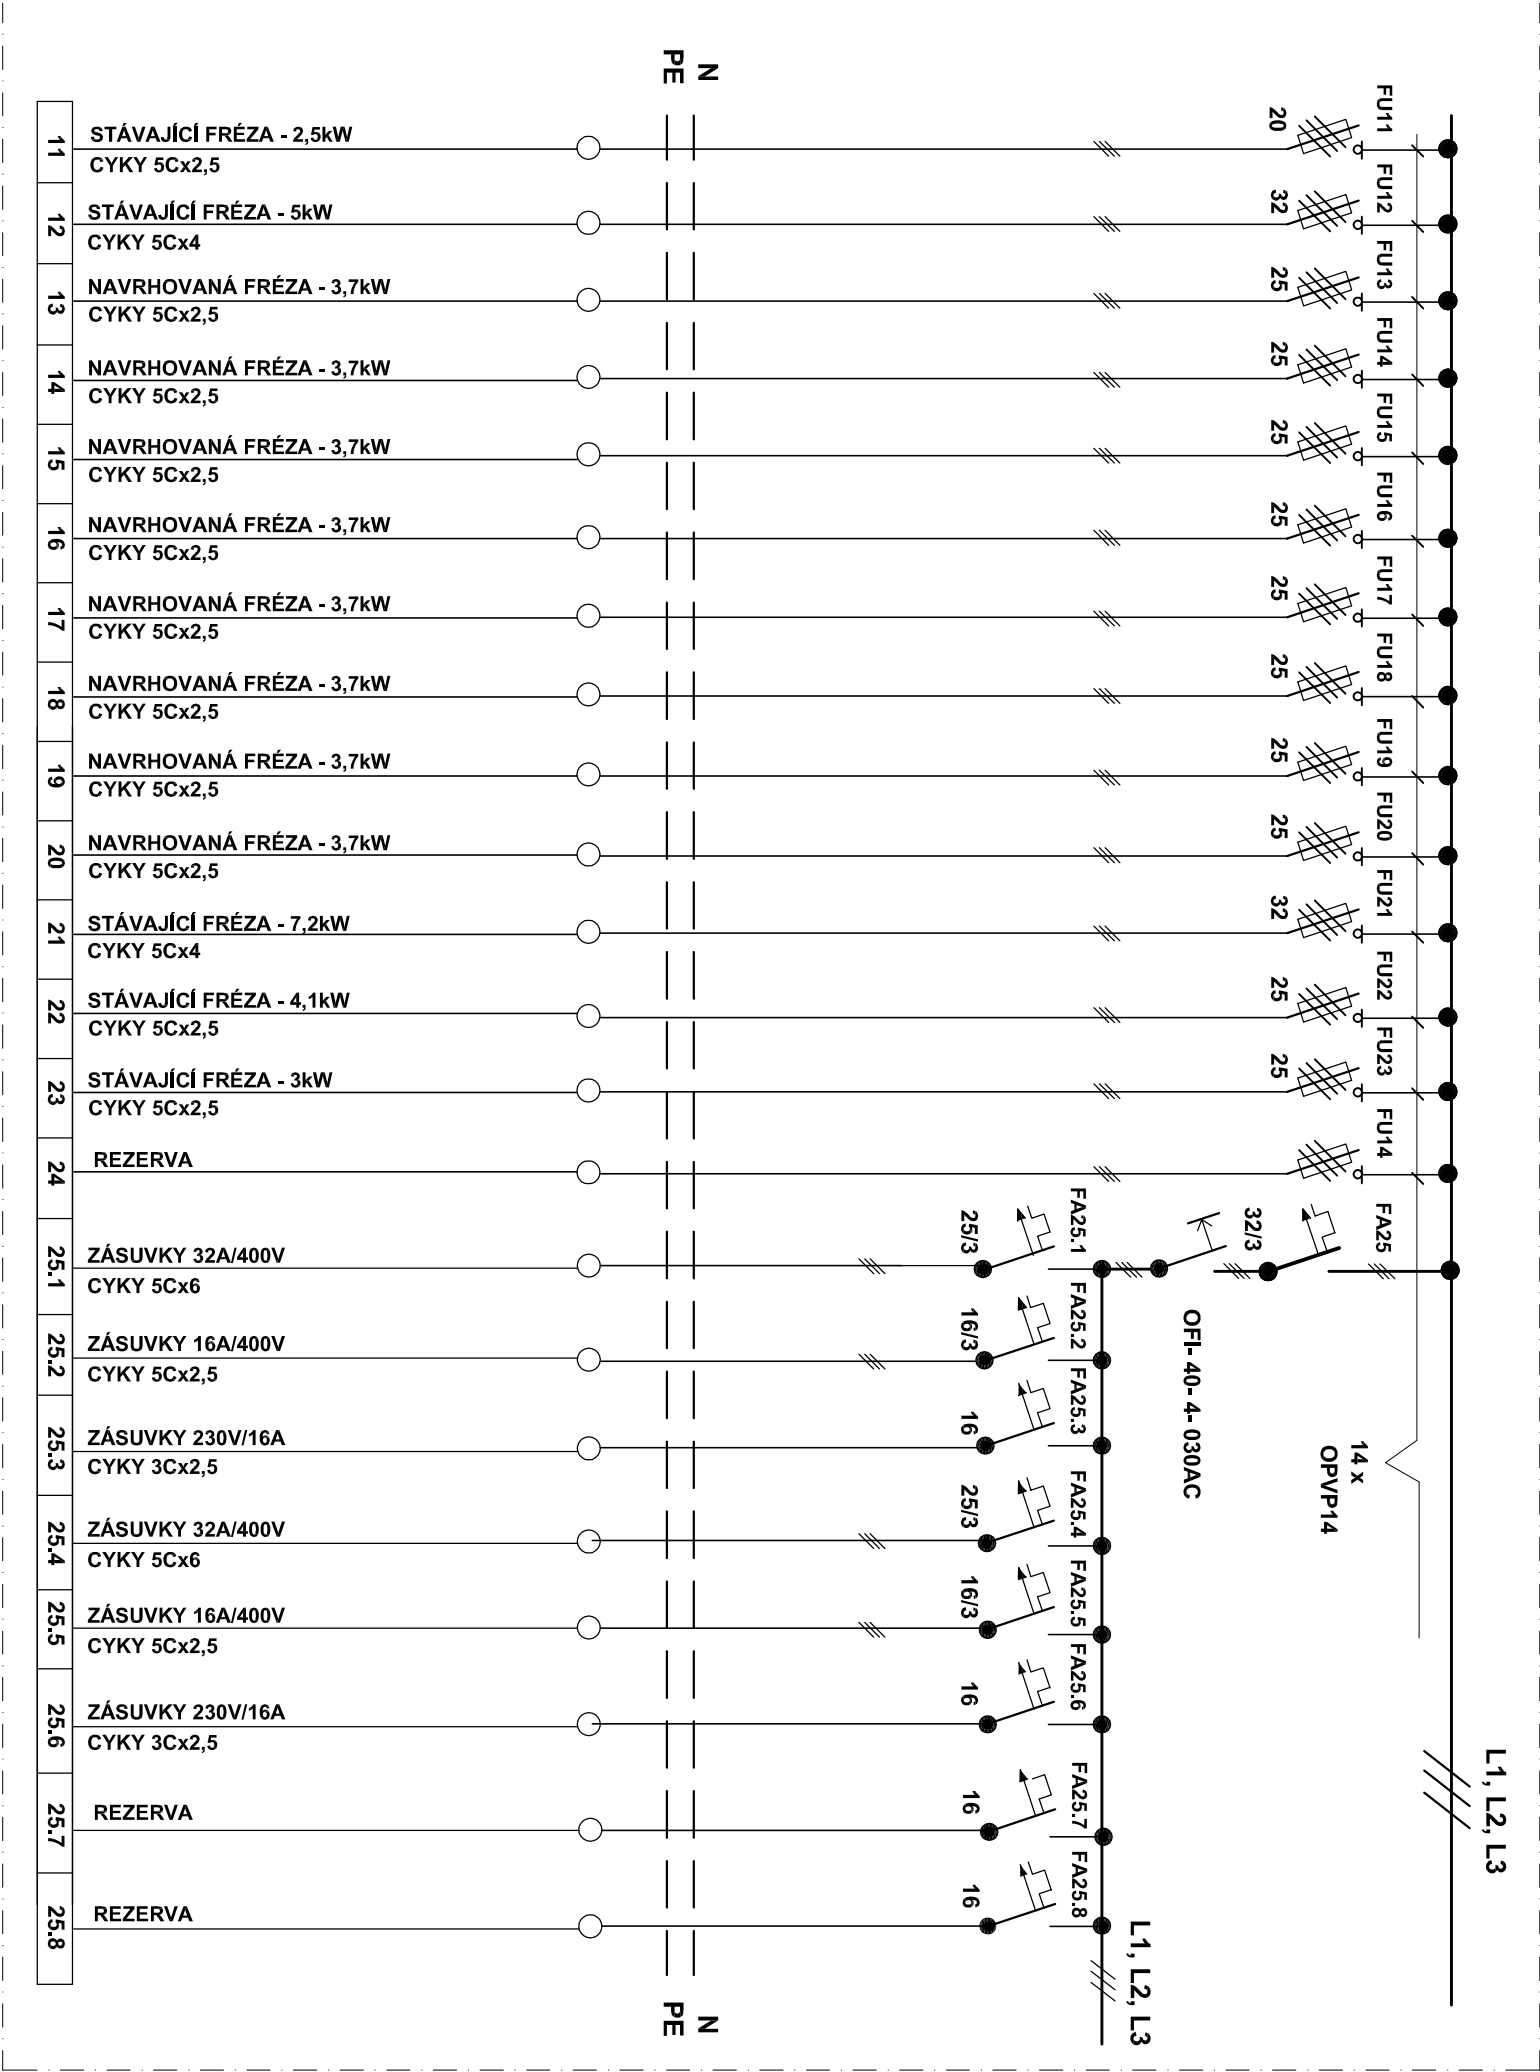 N
PE
11
STÁVAJÍCÍ FRÉZA - 2,5kW
CYKY 5Cx2,5
20
FU11
12
STÁVAJÍCÍ FRÉZA - 5kW
CYKY 5Cx4
32
FU12
13
NAVRHOVANÁ FRÉZA - 3,7kW
CYKY 5Cx2,5
25
FU13
14
NAVRHOVANÁ FRÉZA - 3,7kW
CYKY 5Cx2,5
25
FU14
15
NAVRHOVANÁ FRÉZA - 3,7kW
CYKY 5Cx2,5
25
FU15
16
NAVRHOVANÁ FRÉZA - 3,7kW
CYKY 5Cx2,5
25
FU16
17
NAVRHOVANÁ FRÉZA - 3,7kW
CYKY 5Cx2,5
25
FU17
18
NAVRHOVANÁ FRÉZA - 3,7kW
CYKY 5Cx2,5
25
FU18
19
NAVRHOVANÁ FRÉZA - 3,7kW
CYKY 5Cx2,5
25
FU19
20
NAVRHOVANÁ FRÉZA - 3,7kW
CYKY 5Cx2,5
25
FU20
21
STÁVAJÍCÍ FRÉZA - 7,2kW
CYKY 5Cx4
32
FU21
22
STÁVAJÍCÍ FRÉZA - 4,1kW
CYKY 5Cx2,5
25
FU22
23
STÁVAJÍCÍ FRÉZA - 3kW
CYKY 5Cx2,5
25
FU23
24
REZERVA
FU14
25.1
ZÁSUVKY 32A/400V
CYKY 5Cx6
25/3
FA25.1
32/3
FA25
25.2
ZÁSUVKY 16A/400V
CYKY 5Cx2,5
16/3
FA25.2
OFI- 40- 4- 030AC
25.3
ZÁSUVKY 230V/16A
CYKY 3Cx2,5
16
FA25.3
14 x
OPVP14
25.4
ZÁSUVKY 32A/400V
CYKY 5Cx6
25/3
FA25.4
25.5
ZÁSUVKY 16A/400V
CYKY 5Cx2,5
16/3
FA25.5
25.6
ZÁSUVKY 230V/16A
CYKY 3Cx2,5
16
FA25.6
25.7
REZERVA
16
FA25.7
L1, L2, L3
25.8
REZERVA
16
FA25.8
L1, L2, L3
N
PE